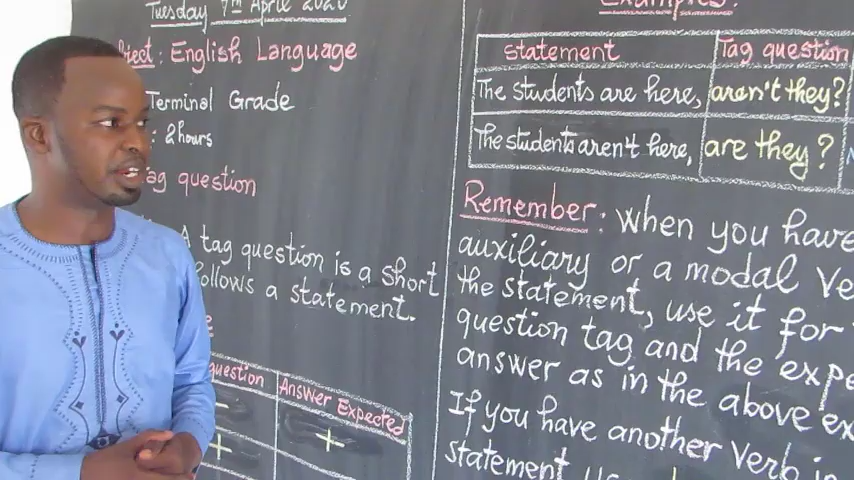 Tuesday 7th April 2020
: English Language
Terminal Grade
: 2hours
Tag question
A tag question is a short
follows a statement.
question Answer Expected
-
+ +
Examples:
statement Tag question
The students are here, aren't they?
The students aren't here, are they?
Remember: When you have
auxiliary or a modal ve
the statement, use it for
question tag and the expe
answer as in the above ex
If you have another verb in
statement